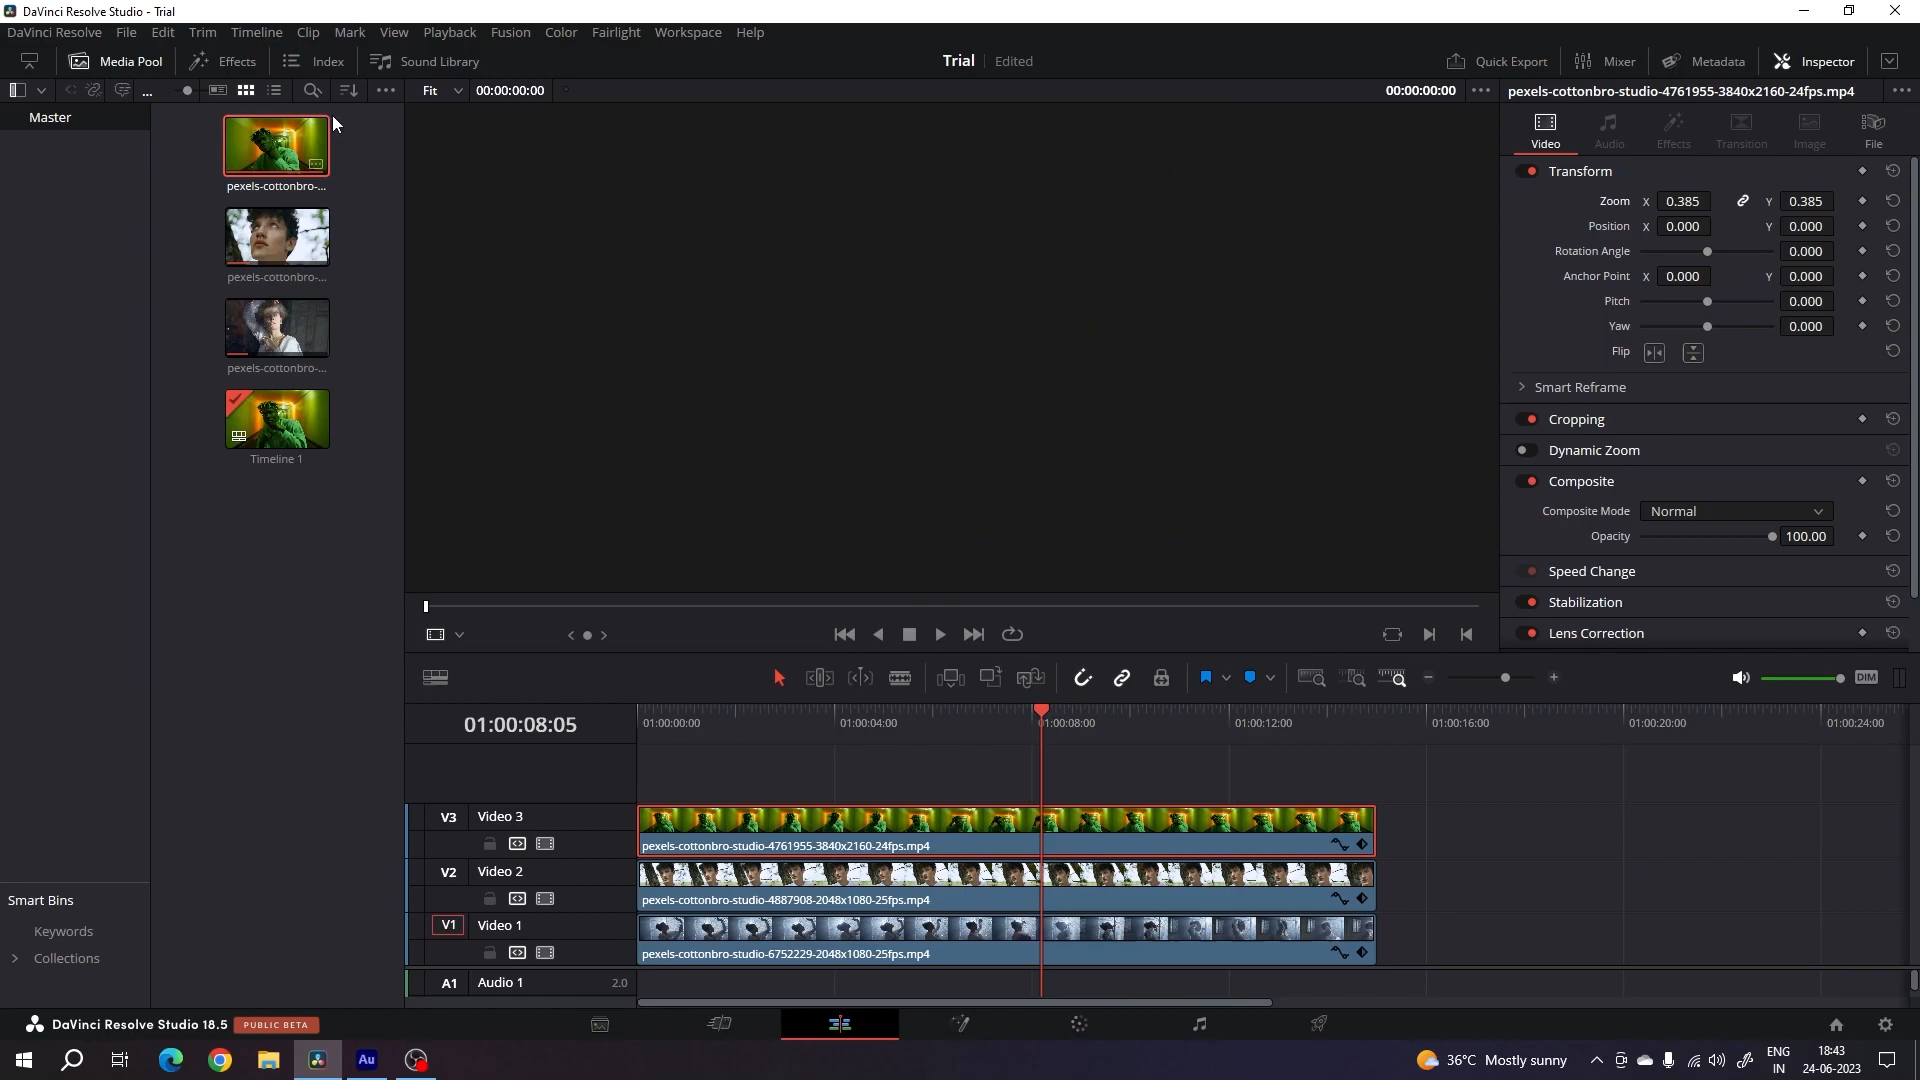 DaVinci Resolve Studio - Trial
DaVinci Resolve File Edit Trim Timeline Clip Mark View Playback Fusion Color Fairlight Workspace Help
Media Pool Effects Index Sound Library Trial Edited Quick Export Mixer Metadata Inspector
... Fit 00:00:00:00 00:00:00:00 pexels-cottonbro-studio-4761955-3840x2160-24fps.mp4
Master
pexels-cottonbro-...
pexels-cottonbro-...
pexels-cottonbro-...
Timeline 1
Smart Bins
Keywords
Collections
Video Audio Effects Transition Image File
Transform
Zoom X 0.385 Y 0.385
Position X 0.000 Y 0.000
Rotation Angle 0.000
Anchor Point X 0.000 Y 0.000
Pitch 0.000
Yaw 0.000
Flip
Smart Reframe
Cropping
Dynamic Zoom
Composite
Composite Mode Normal
Opacity 100.00
Speed Change
Stabilization
Lens Correction
DIM
01:00:08:05
01:00:00:00 01:00:04:00 01:00:08:00 01:00:12:00 01:00:16:00 01:00:20:00 01:00:24:00
V3 Video 3
pexels-cottonbro-studio-4761955-3840x2160-24fps.mp4
V2 Video 2
pexels-cottonbro-studio-4887908-2048x1080-25fps.mp4
V1 Video 1
pexels-cottonbro-studio-6752229-2048x1080-25fps.mp4
A1 Audio 1 2.0
DaVinci Resolve Studio 18.5 PUBLIC BETA
Au
36°C Mostly sunny
ENG
IN
18:43
24-06-2023